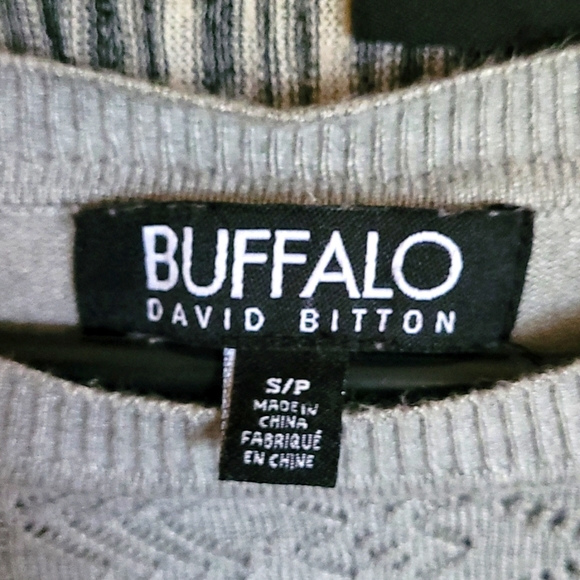 BUFFALO
DAVID BITTON
S/P
MADE IN
CHINA
FABRIQUÉ
EN CHINE